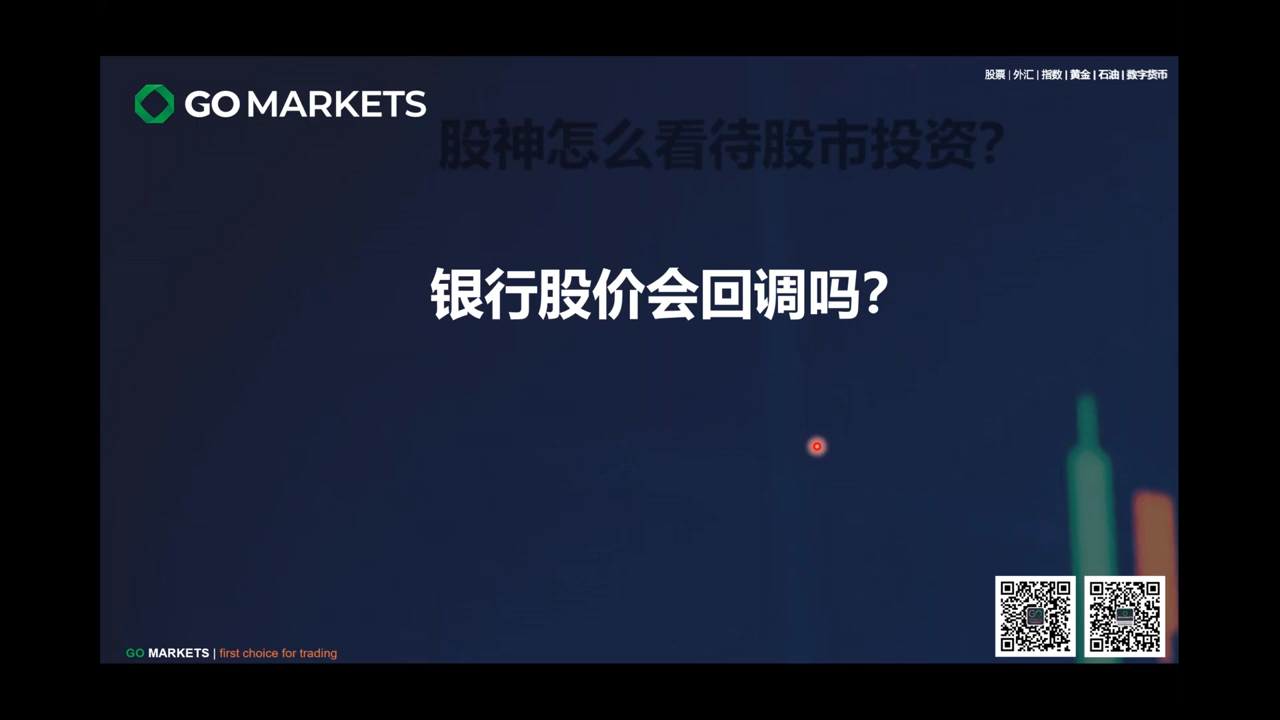 股票 | 外汇 | 指数 | 黄金 | 石油 | 数字货币
GO MARKETS
股神怎么看待股市投资?
银行股价会回调吗?
GO MARKETS | first choice for trading